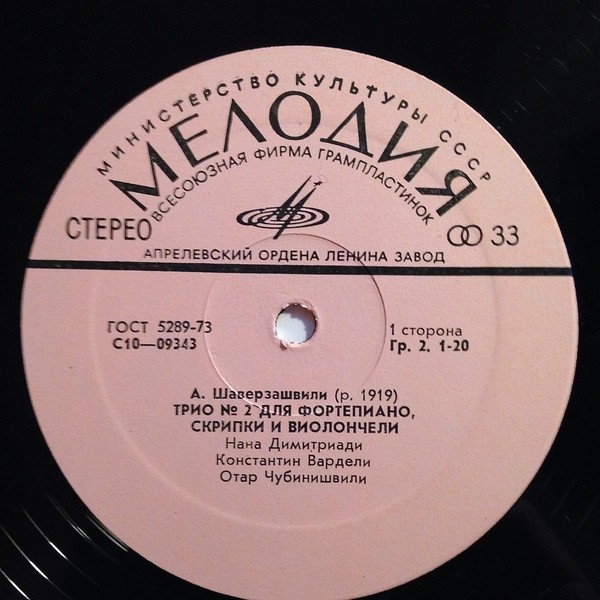 МИНИСТЕРСТВО КУЛЬТУРЫ СССР
МЕЛОДИЯ
ВСЕСОЮЗНАЯ ФИРМА ГРАМПЛАСТИНОК
СТЕРЕО
33
АПРЕЛЕВСКИЙ ОРДЕНА ЛЕНИНА ЗАВОД
ГОСТ 5289-73
С10—09343
1 сторона
Гр. 2. 1-20
А. Шаверзашвили (р. 1919)
ТРИО № 2 ДЛЯ ФОРТЕПИАНО,
СКРИПКИ И ВИОЛОНЧЕЛИ
Нана Димитриади
Константин Вардели
Отар Чубинишвили